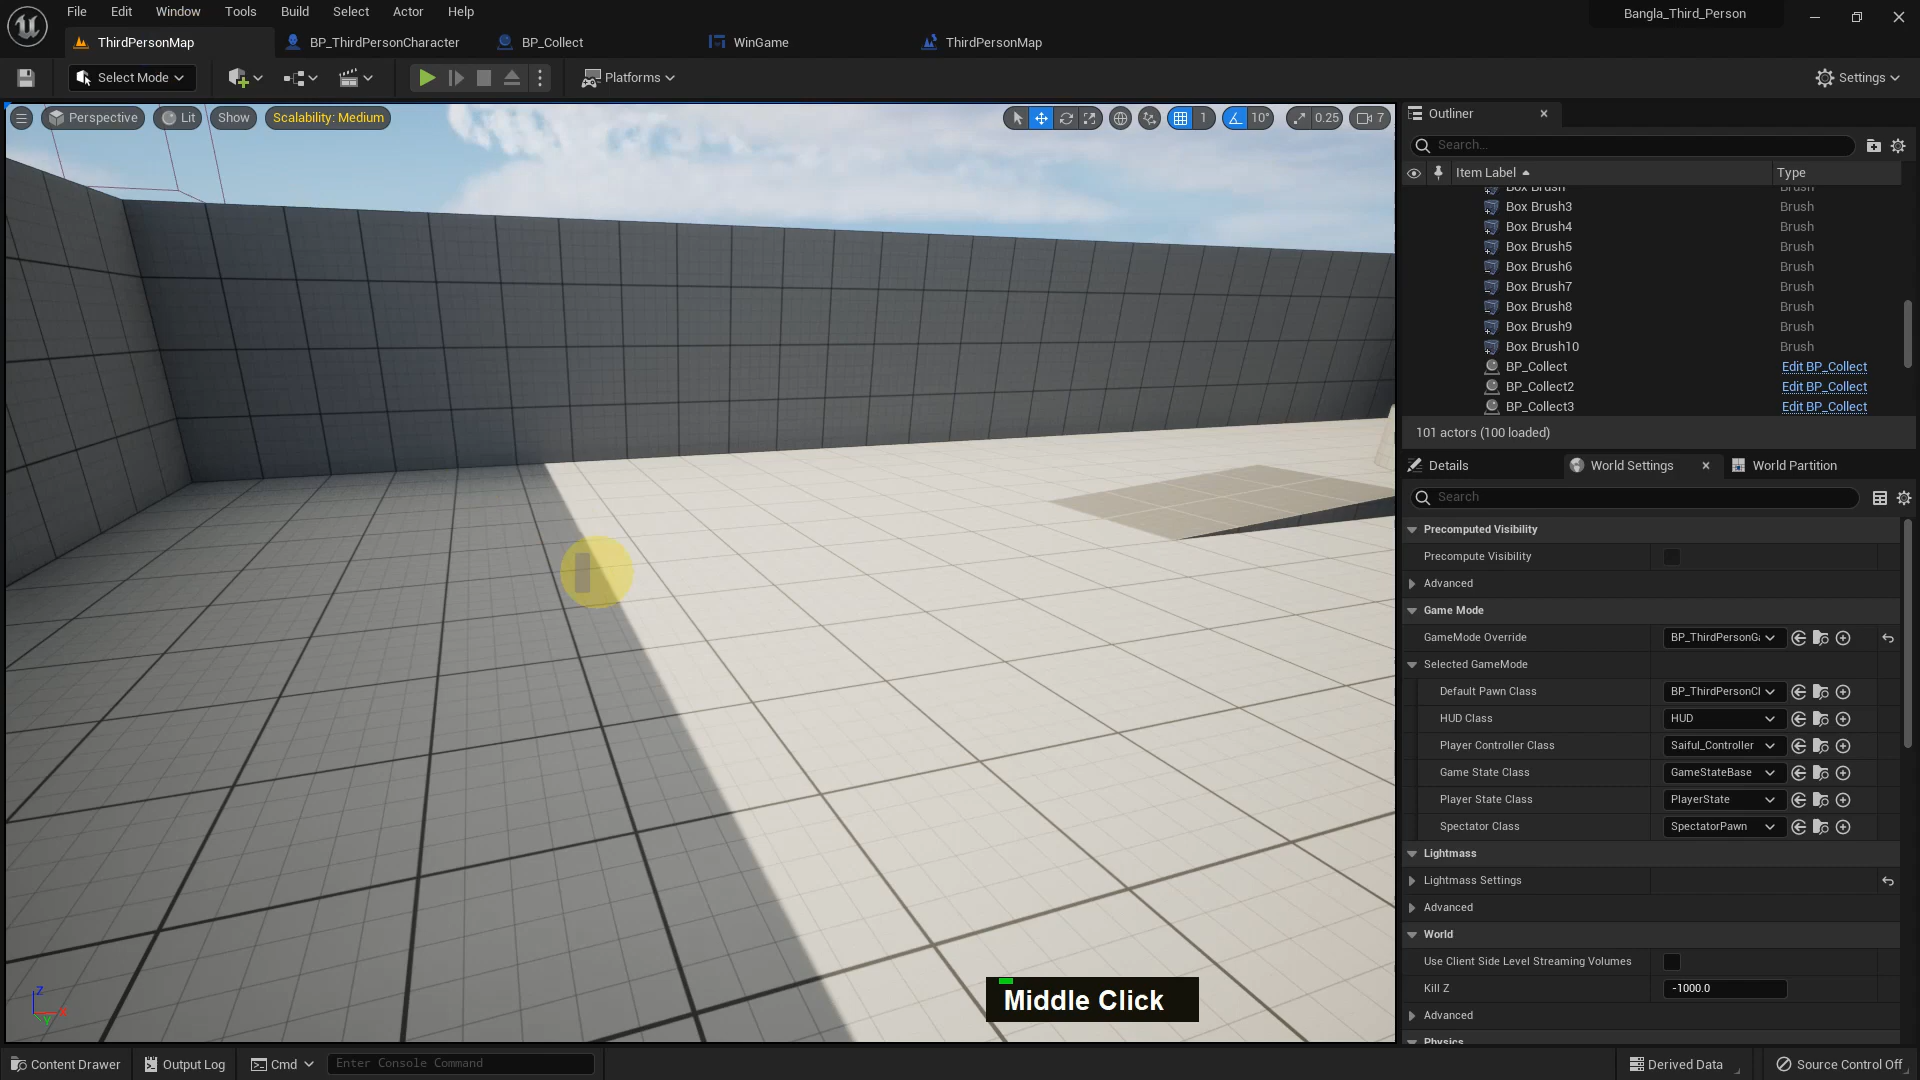 File Edit Window Tools Build Select Actor Help
Bangla_Third_Person
ThirdPersonMap BP_ThirdPersonCharacter BP_Collect WinGame ThirdPersonMap
Select Mode Platforms Settings
Perspective Lit Show Scalability: Medium 1 10° 0.25 7
Outliner
Search...
Item Label Type
Box Brush Brush
Box Brush3 Brush
Box Brush4 Brush
Box Brush5 Brush
Box Brush6 Brush
Box Brush7 Brush
Box Brush8 Brush
Box Brush9 Brush
Box Brush10 Brush
BP_Collect Edit BP_Collect
BP_Collect2 Edit BP_Collect
BP_Collect3 Edit BP_Collect
101 actors (100 loaded)
Details World Settings World Partition
Search
Precomputed Visibility
Precompute Visibility
Advanced
Game Mode
GameMode Override BP_ThirdPersonGa
Selected GameMode
Default Pawn Class BP_ThirdPersonCl
HUD Class HUD
Player Controller Class Saiful_Controller
Game State Class GameStateBase
Player State Class PlayerState
Spectator Class SpectatorPawn
Lightmass
Lightmass Settings
Advanced
World
Use Client Side Level Streaming Volumes
Kill Z -1000.0
Advanced
Physics
Z
X
Y
Middle Click
Content Drawer Output Log Cmd Enter Console Command Derived Data Source Control Off